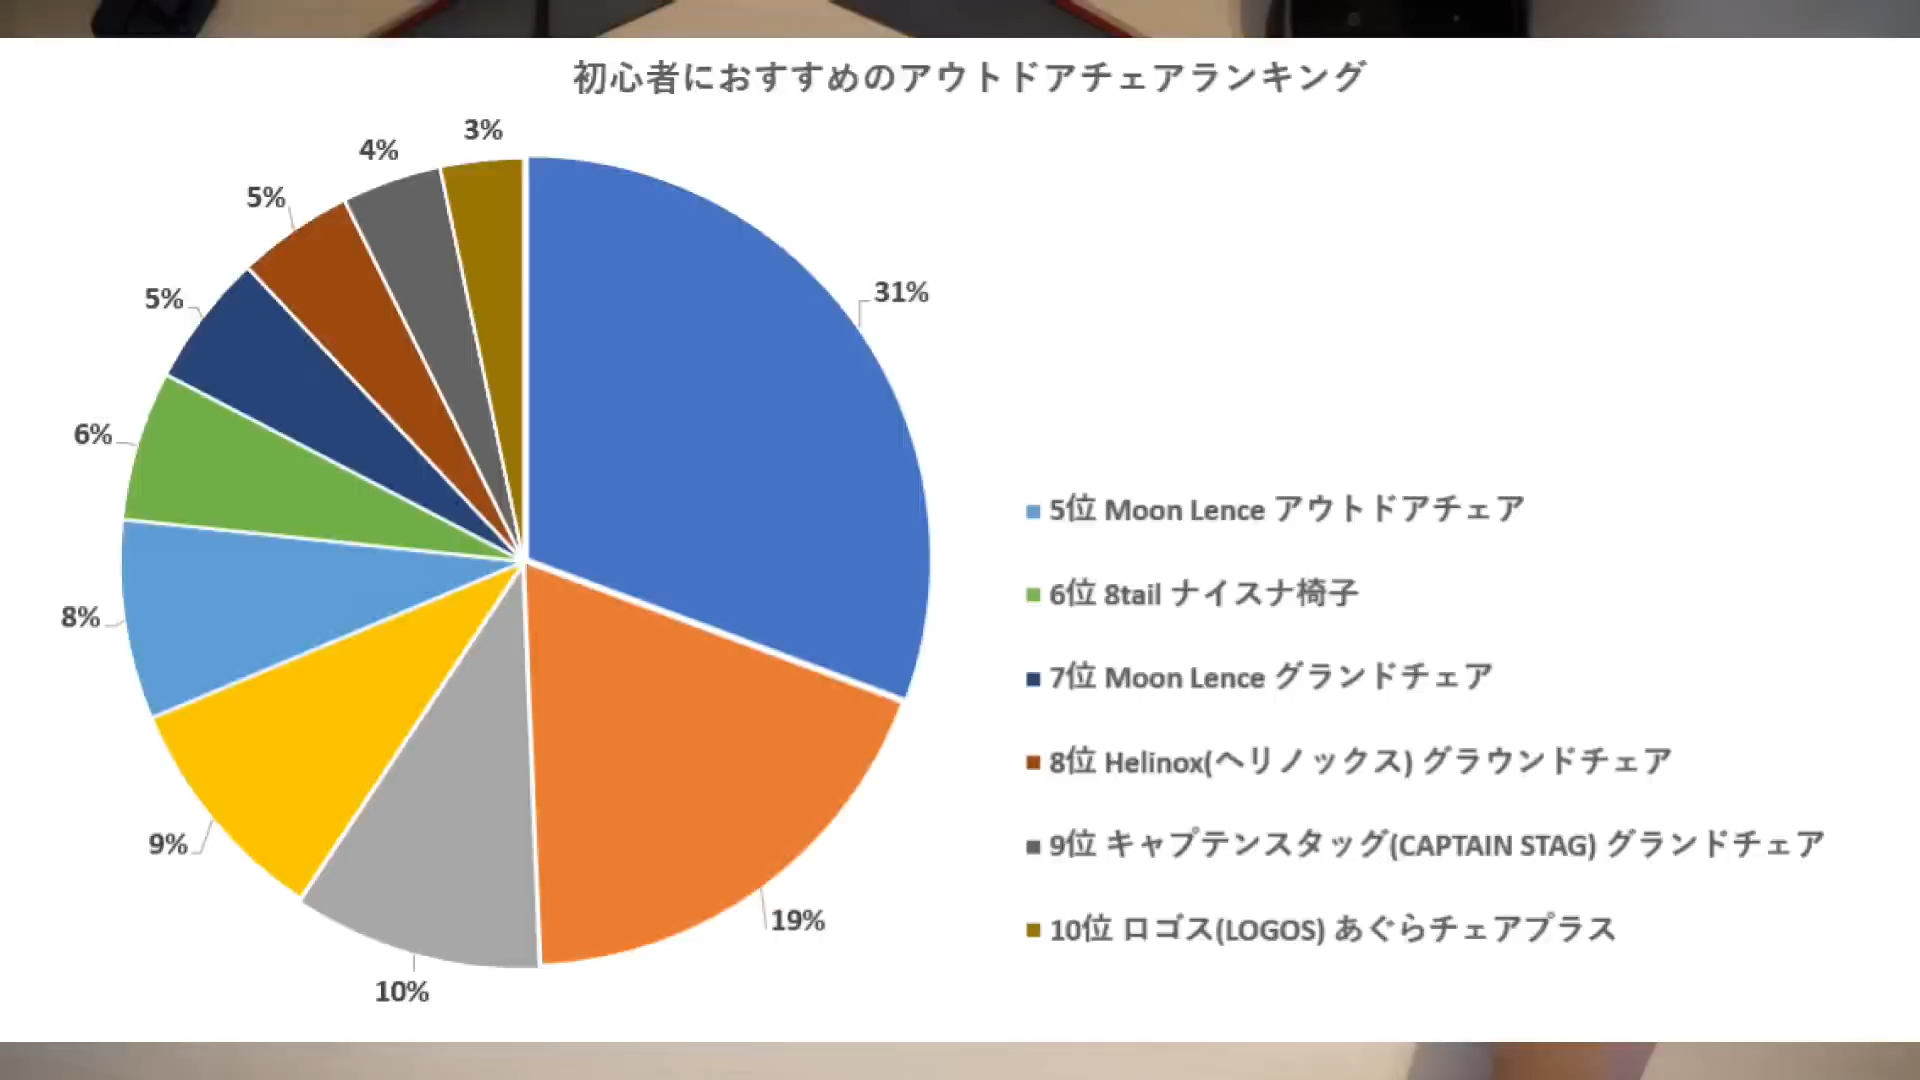 初心者におすすめのアウトドアチェアランキング
3%
4%
5%
5%
6%
8%
9%
10%
19%
31%
5位 Moon Lence アウトドアチェア
6位 8tail ナイスナ椅子
7位 Moon Lence グランドチェア
8位 Helinox(ヘリノックス) グラウンドチェア
9位 キャプテンスタッグ(CAPTAIN STAG) グランドチェア
10位 ロゴス(LOGOS) あぐらチェアプラス